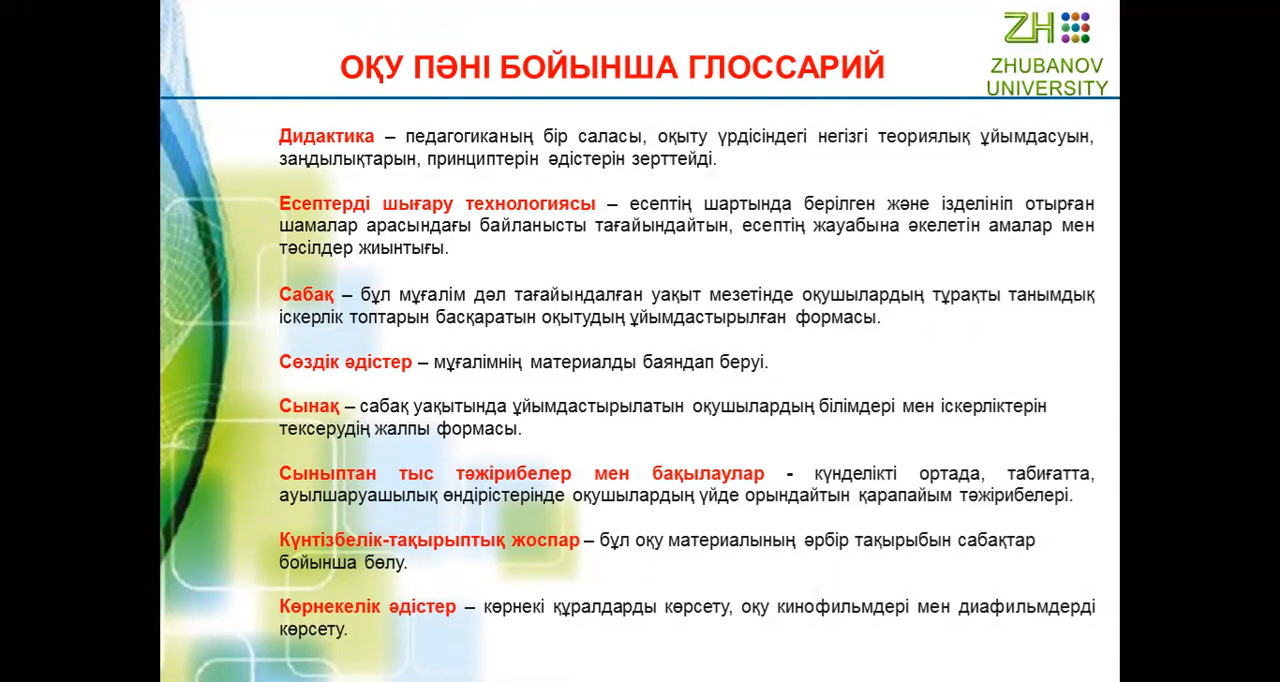 ZH
ZHUBANOV
UNIVERSITY
ОҚУ ПӘНІ БОЙЫНША ГЛОССАРИЙ
Дидактика – педагогиканың бір саласы, оқыту үрдісіндегі негізгі теориялық ұйымдасуын,
заңдылықтарын, принциптерін әдістерін зерттейді.
Есептерді шығару технологиясы – есептің шартында берілген және ізделініп отырған
шамалар арасындағы байланысты тағайындайтын, есептің жауабына әкелетін амалар мен
тәсілдер жиынтығы.
Сабақ – бұл мұғалім дәл тағайындалған уақыт мезетінде оқушылардың тұрақты танымдық
іскерлік топтарын басқаратын оқытудың ұйымдастырылған формасы.
Сөздік әдістер – мұғалімнің материалды баяндап беруі.
Сынақ – сабақ уақытында ұйымдастырылатын оқушылардың білімдері мен іскерліктерін
тексерудің жалпы формасы.
Сыныптан тыс тәжірибелер мен бақылаулар - күнделікті ортада, табиғатта,
ауылшаруашылық өндірістерінде оқушылардың үйде орындайтын қарапайым тәжірибелері.
Күнтізбелік-тақырыптық жоспар – бұл оқу материалының әрбір тақырыбын сабақтар
бойынша бөлу.
Көрнекелік әдістер – көрнекі құралдарды көрсету, оқу кинофильмдері мен диафильмдерді
көрсету.